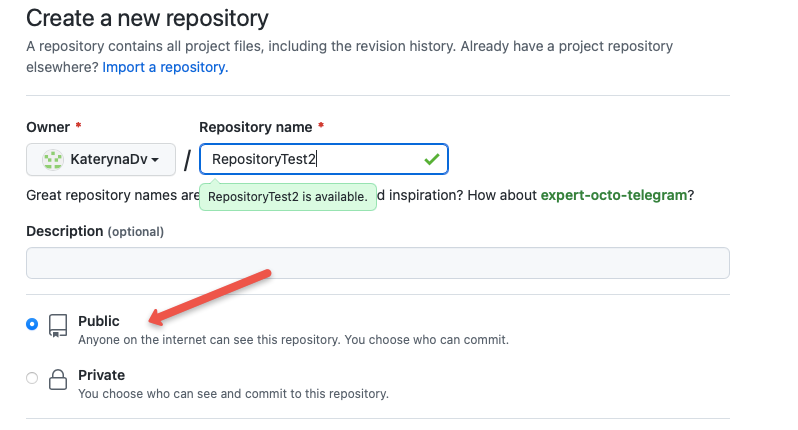 Create a new repository
A repository contains all project files, including the revision history. Already have a project repository
elsewhere? Import a repository.
Owner *
Repository name *
KaterynaDv
/
RepositoryTest2
Great repository names are d inspiration? How about expert-octo-telegram?
RepositoryTest2 is available.
Description (optional)
Public
Anyone on the internet can see this repository. You choose who can commit.
Private
You choose who can see and commit to this repository.